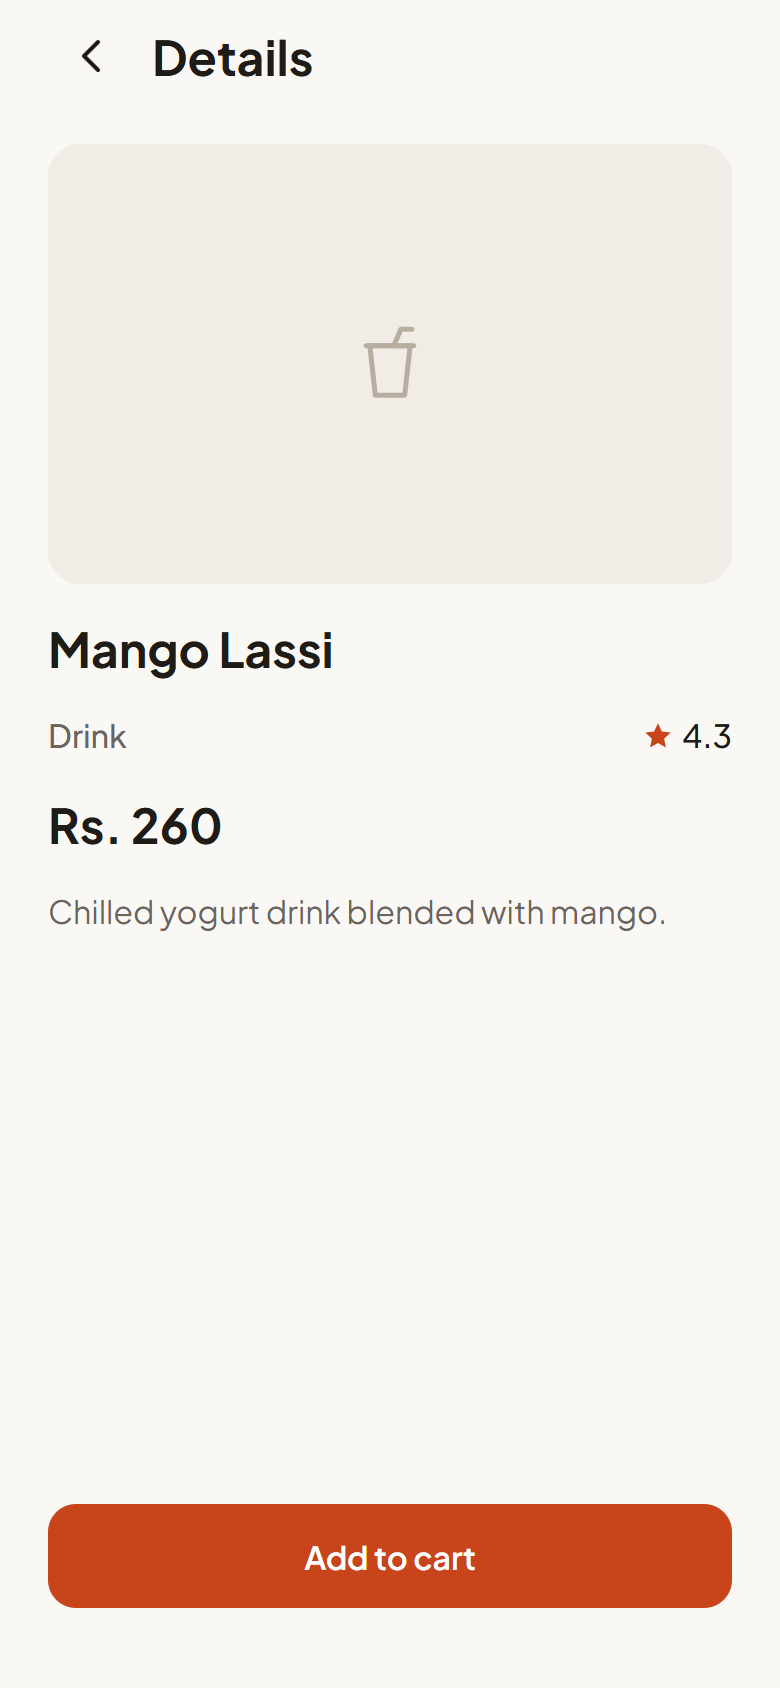 Details
Mango Lassi
Drink
4.3
Rs. 260
Chilled yogurt drink blended with mango.
Add to cart